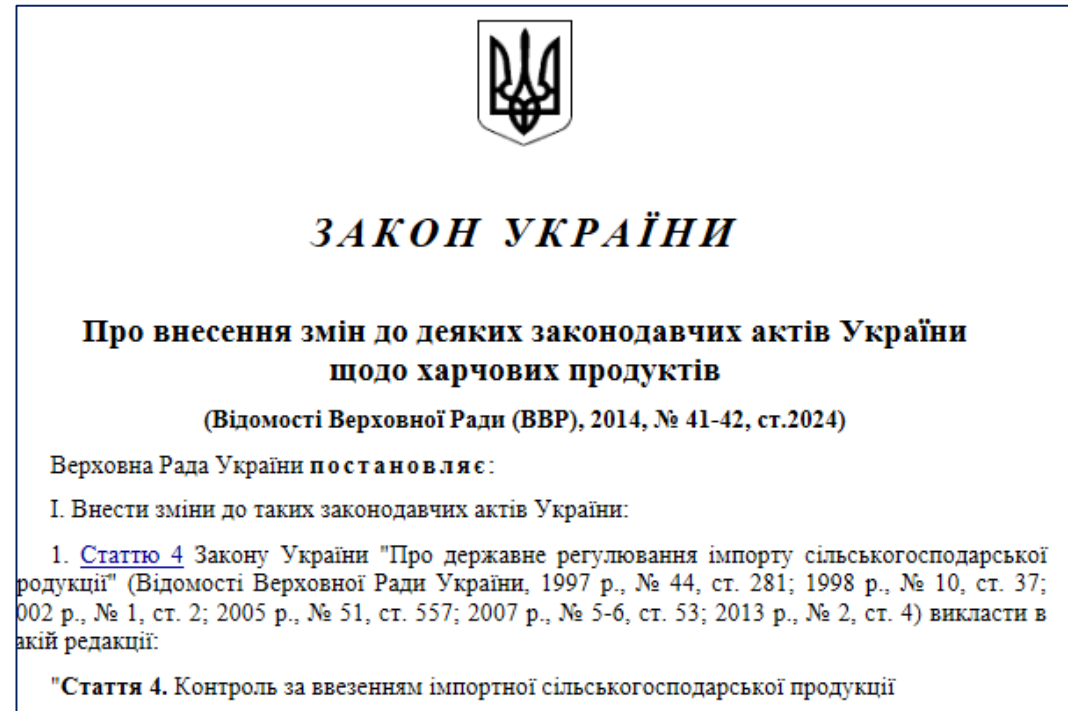 ЗАКОН УКРАЇНИ
Про внесення змін до деяких законодавчих актів України
щодо харчових продуктів
(Відомості Верховної Ради (ВВР), 2014, № 41-42, ст.2024)
Верховна Рада України постановляє:
І. Внести зміни до таких законодавчих актів України:
1. Статтю 4 Закону України "Про державне регулювання імпорту сільськогосподарської
родукції" (Відомості Верховної Ради України, 1997 р., № 44, ст. 281; 1998 р., № 10, ст. 37;
002 р., № 1, ст. 2; 2005 р., № 51, ст. 557; 2007 р., № 5-6, ст. 53; 2013 р., № 2, ст. 4) викласти в
акій редакції:
"Стаття 4. Контроль за ввезенням імпортної сільськогосподарської продукції